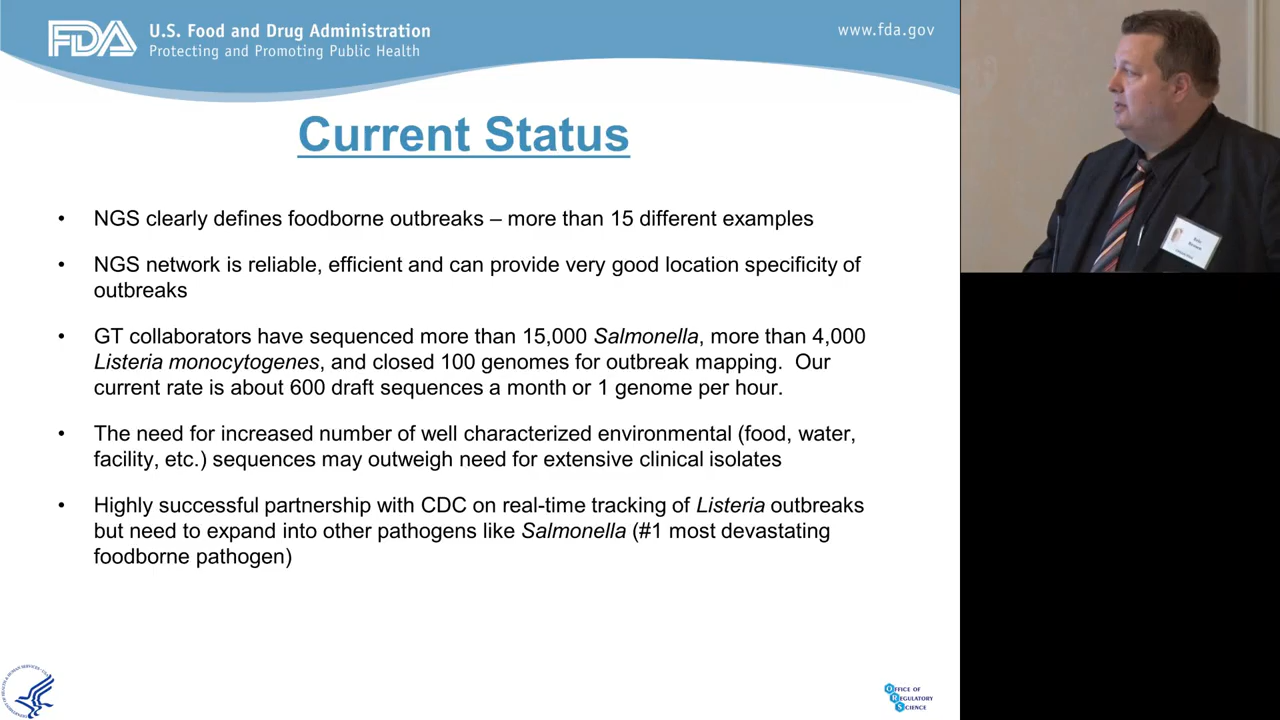 FDA
U.S. Food and Drug Administration
Protecting and Promoting Public Health
www.fda.gov
Current Status
• NGS clearly defines foodborne outbreaks – more than 15 different examples
• NGS network is reliable, efficient and can provide very good location specificity of
outbreaks
• GT collaborators have sequenced more than 15,000 Salmonella, more than 4,000
Listeria monocytogenes, and closed 100 genomes for outbreak mapping.  Our
current rate is about 600 draft sequences a month or 1 genome per hour.
• The need for increased number of well characterized environmental (food, water,
facility, etc.) sequences may outweigh need for extensive clinical isolates
• Highly successful partnership with CDC on real-time tracking of Listeria outbreaks
but need to expand into other pathogens like Salmonella (#1 most devastating
foodborne pathogen)
OFFICE OF
REGULATORY
SCIENCE